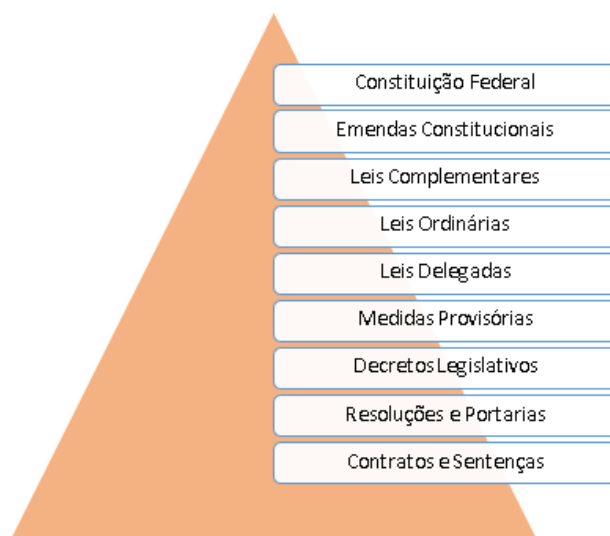 Constituição Federal
Emendas Constitucionais
Leis Complementares
Leis Ordinárias
Leis Delegadas
Medidas Provisórias
Decretos Legislativos
Resoluções e Portarias
Contratos e Sentenças